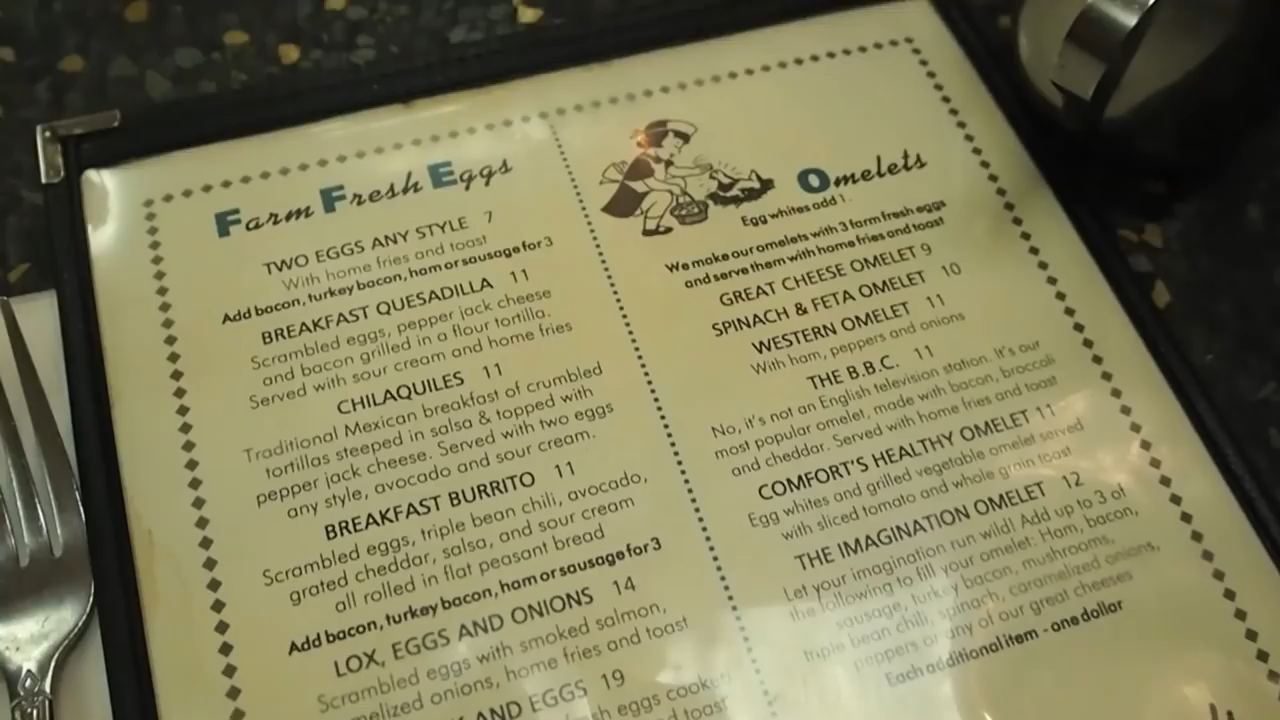 Farm Fresh Eggs
TWO EGGS ANY STYLE 7
With home fries and toast
Add bacon, turkey bacon, ham or sausage for 3
BREAKFAST QUESADILLA 11
Scrambled eggs, pepper jack cheese
and bacon grilled in a flour tortilla.
Served with sour cream and home fries
CHILAQUILES 11
Traditional Mexican breakfast of crumbled
tortillas steeped in salsa & topped with
pepper jack cheese. Served with two eggs
any style, avocado and sour cream.
BREAKFAST BURRITO 11
Scrambled eggs, triple bean chili, avocado,
grated cheddar, salsa, and sour cream
all rolled in flat peasant bread
Add bacon, turkey bacon, ham or sausage for 3
LOX, EGGS AND ONIONS 14
Scrambled eggs with smoked salmon,
onions, home fries and toast
AND EGGS 19
eggs
toast
Omelets
Egg whites add 1.
We make our omelets with 3 farm fresh eggs
and serve them with home fries and toast
GREAT CHEESE OMELET 9
SPINACH & FETA OMELET 10
WESTERN OMELET 11
With ham, peppers and onions
THE B.B.C. 11
No, it's not an English television station. It's our
most popular omelet, made with bacon, broccoli
and cheddar. Served with home fries and toast
COMFORT'S HEALTHY OMELET 11
Egg whites and grilled vegetable omelet served
with sliced tomato and whole grain toast
THE IMAGINATION OMELET 12
Let your imagination run wild! Add up to 3 of
the following to fill your omelet: Ham, bacon,
sausage, turkey bacon, mushrooms,
triple bean chili, spinach, caramelized onions,
peppers or any of our great cheeses
Each additional item - one dollar